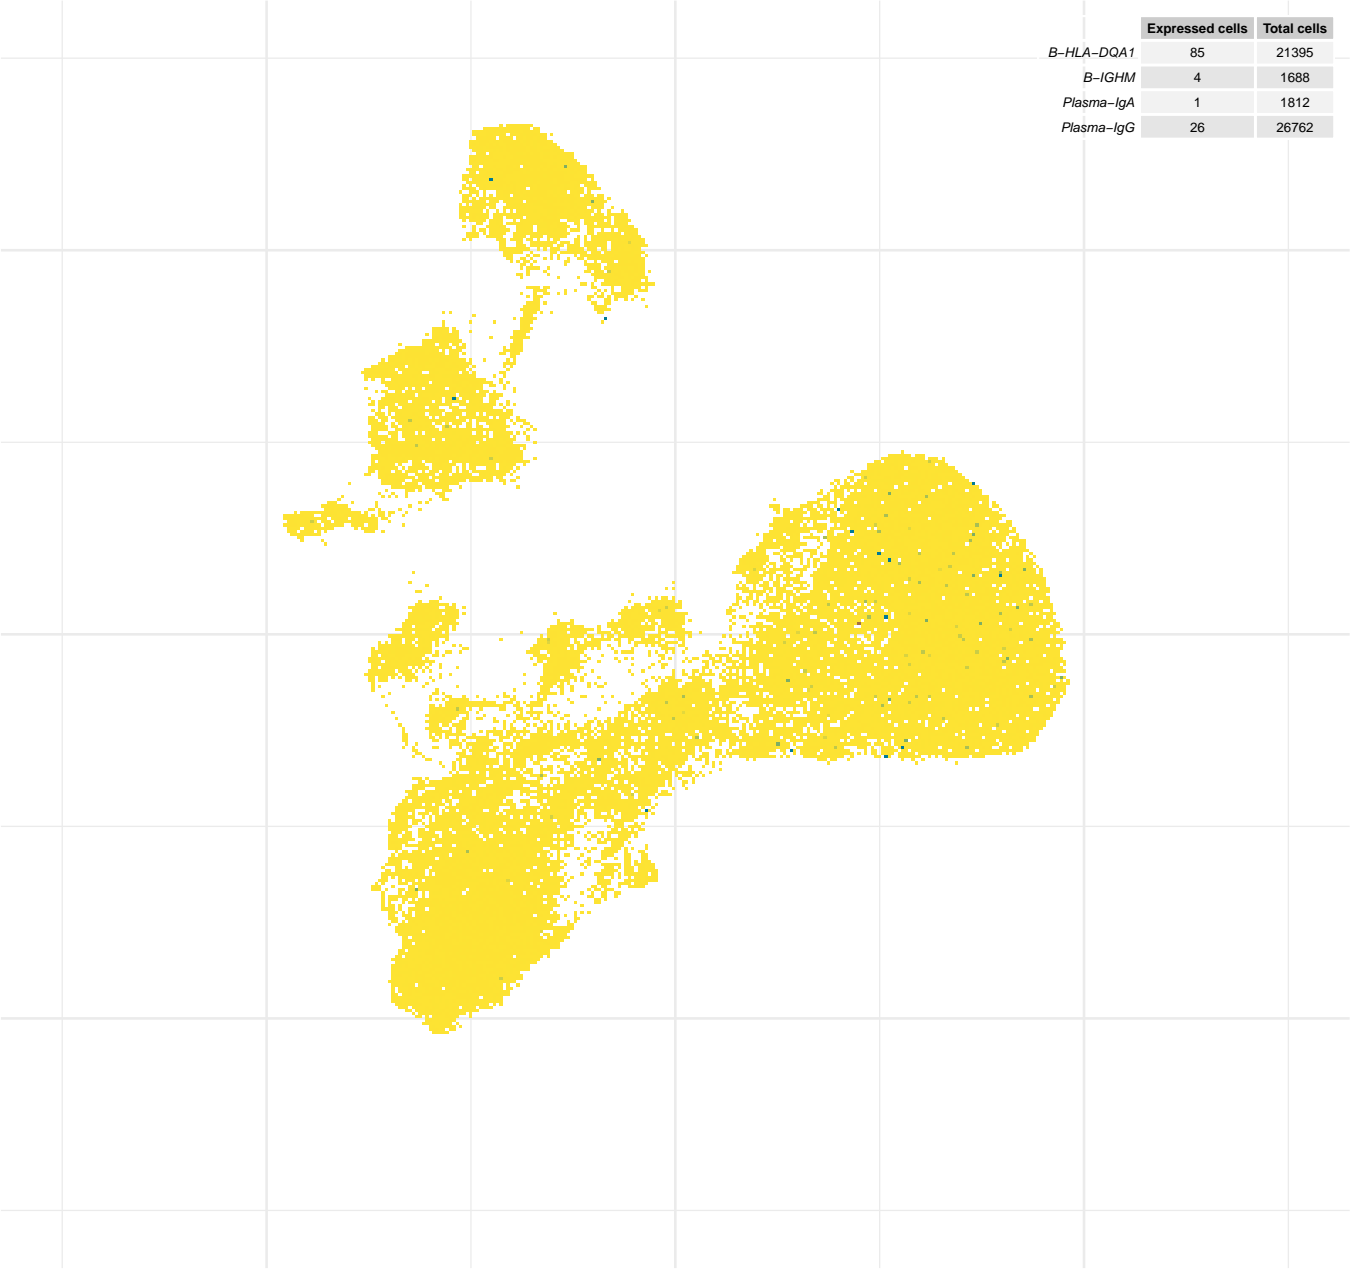 Expressed cells Total cells
B−HLA−DQA1 85 21395
B−IGHM 4 1688
Plasma−IgA 1 1812
Plasma−IgG 26 26762